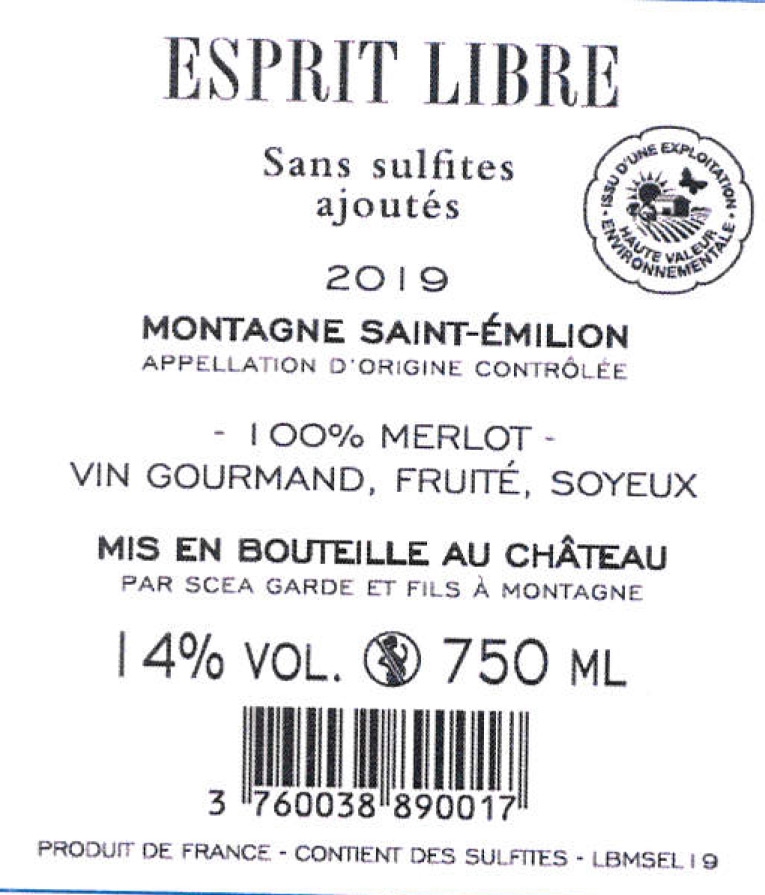 ESPRIT LIBRE
Sans sulfites
ajoutés
ISSU D'UNE EXPLOITATION
HAUTE VALEUR
ENVIRONNEMENTALE
2019
MONTAGNE SAINT-ÉMILION
APPELLATION D'ORIGINE CONTRÔLÉE
- 100% MERLOT -
VIN GOURMAND, FRUITÉ, SOYEUX
MIS EN BOUTEILLE AU CHÂTEAU
PAR SCEA GARDE ET FILS À MONTAGNE
14% VOL. 750 ML
3 760038 890017
PRODUIT DE FRANCE - CONTIENT DES SULFITES - LBMSEL19